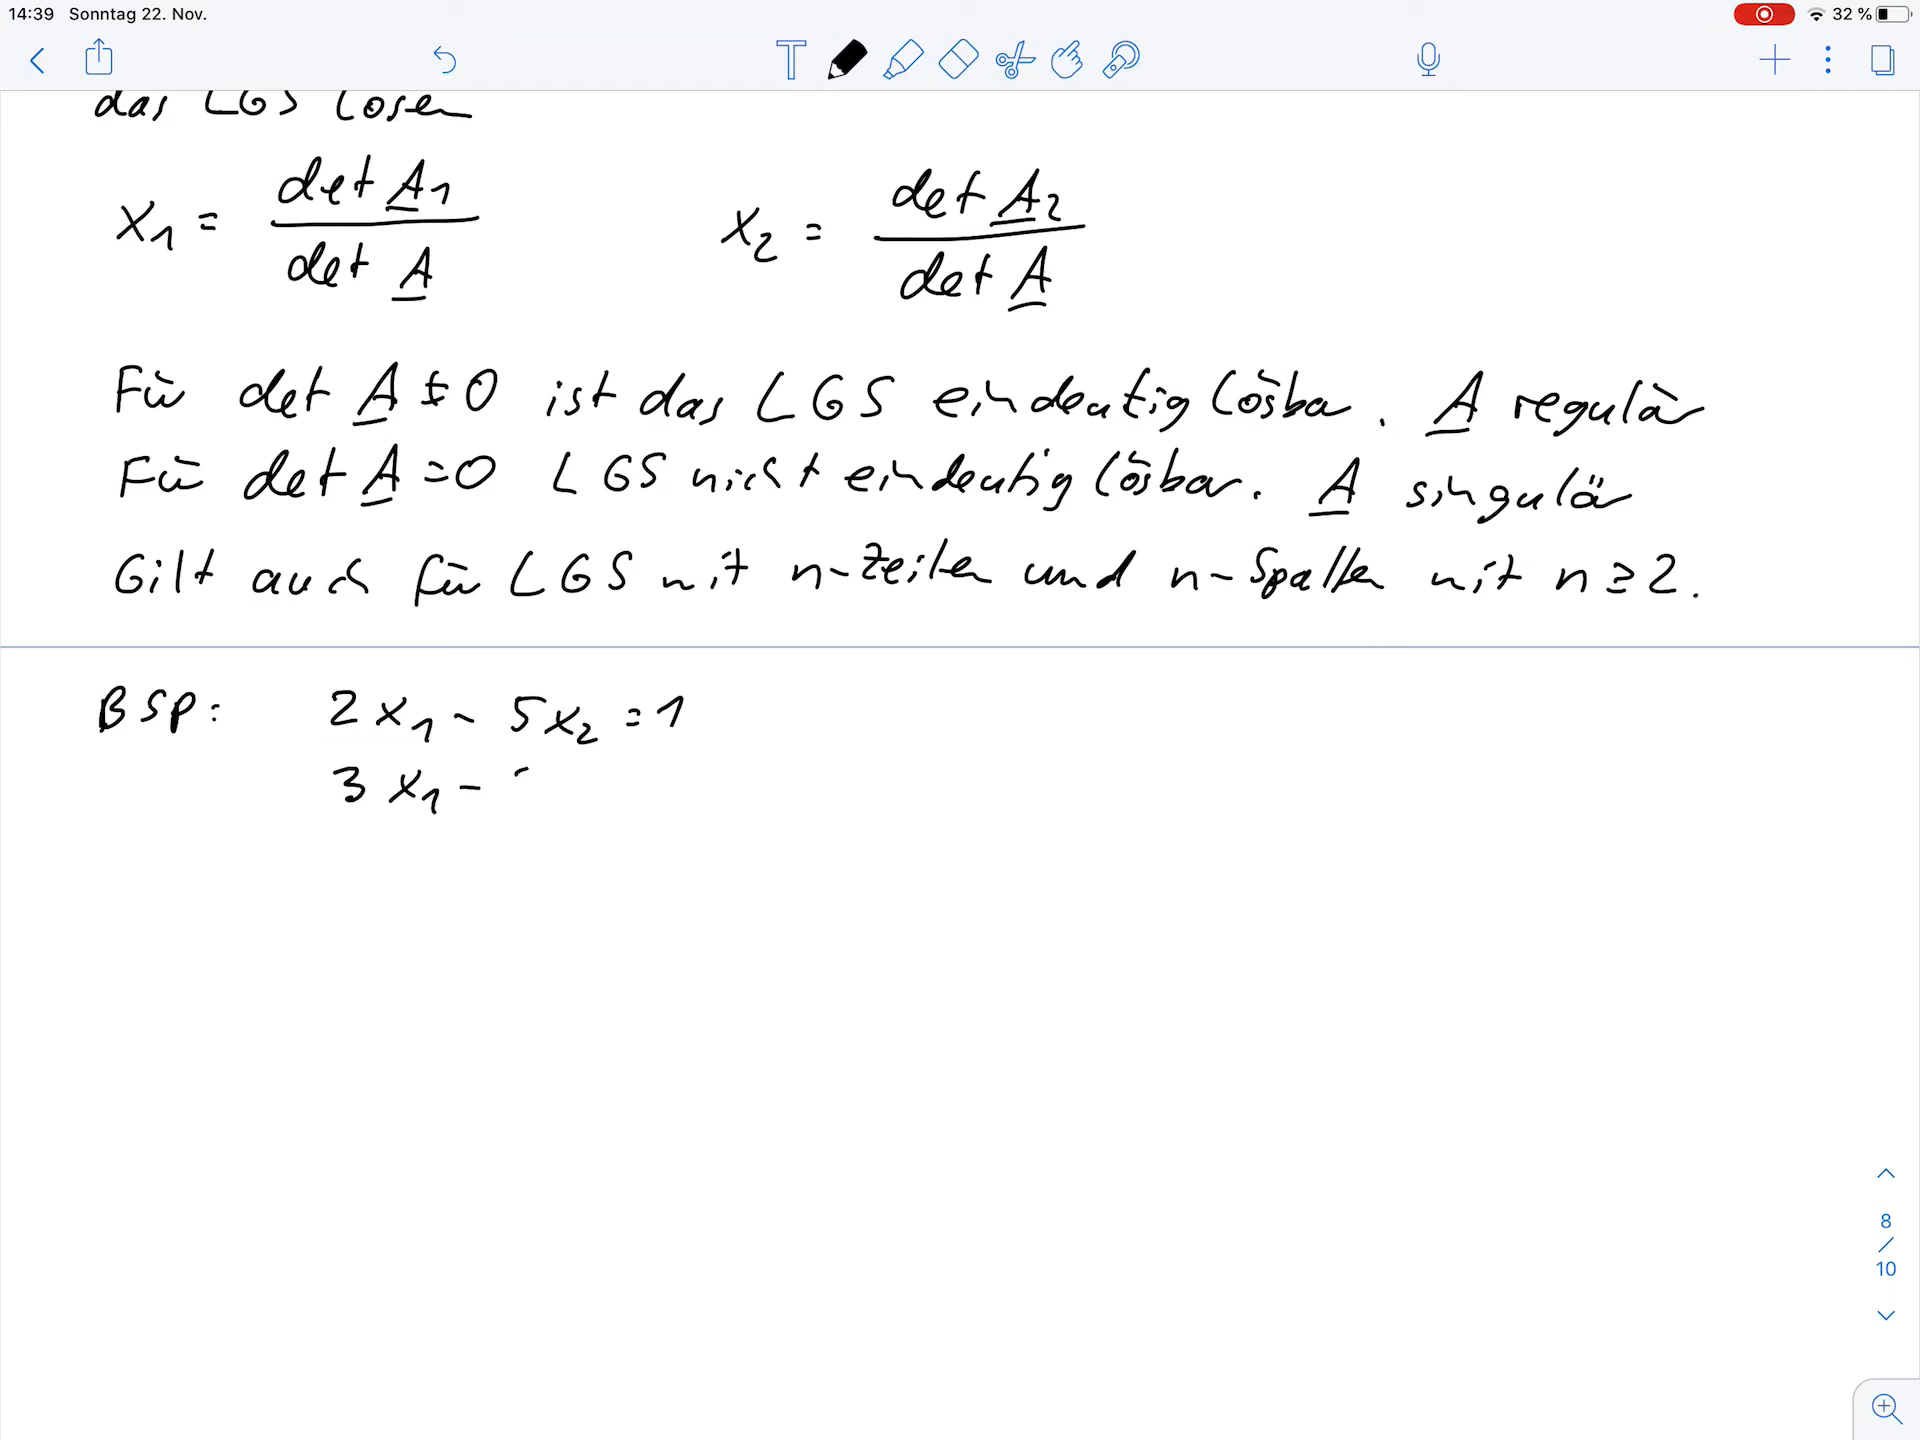 14:39 Sonntag 22. Nov. 32 %
das LGS lösen
x₁ = det A₁ / det A x₂ = det A₂ / det A
Für det A ≠ 0 ist das LGS eindeutig lösbar. A regulär
Für det A = 0 LGS nicht eindeutig lösbar. A singulär
Gilt auch für LGS mit n-Zeilen und n-Spalten mit n ≥ 2.
BSP: 2x₁ - 5x₂ = 1
3x₁ -
8
/
10